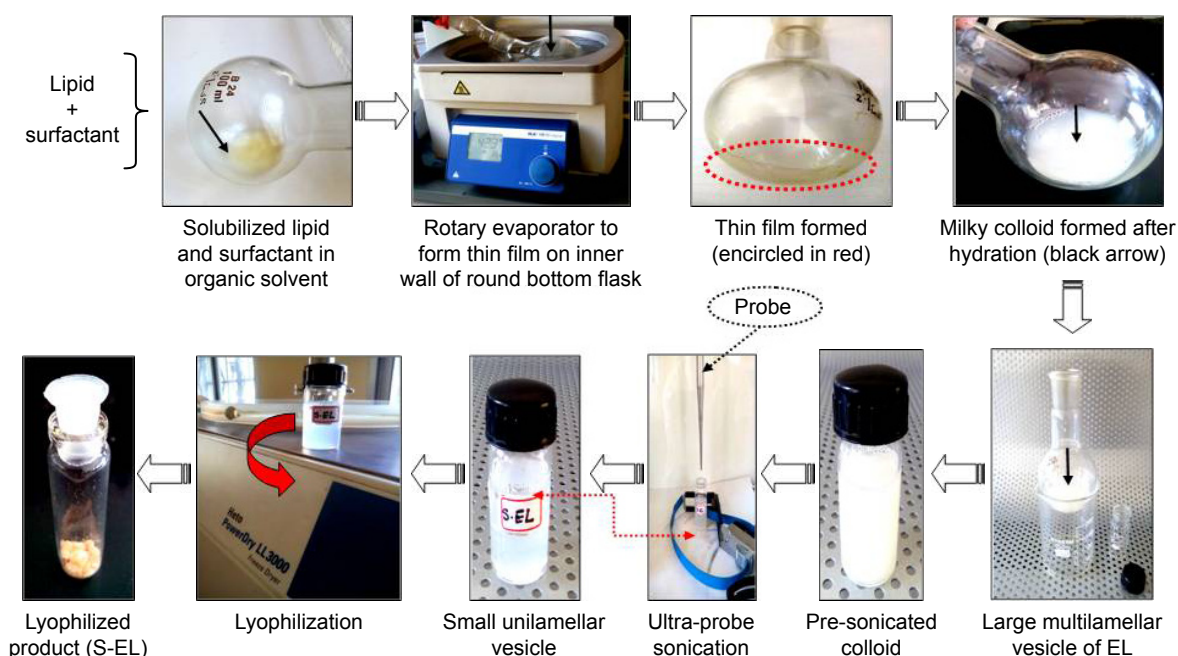 Lipid
+
surfactant
B 24
100 ml
Solubilized lipid
and surfactant in
organic solvent
Rotary evaporator to
form thin film on inner
wall of round bottom flask
Thin film formed
(encircled in red)
Milky colloid formed after
hydration (black arrow)
Probe
S-EL
S-EL
Heto
PowerDry LL3000
Freeze Dryer
Lyophilized
product (S-EL)
Lyophilization
Small unilamellar
vesicle
Ultra-probe
sonication
Pre-sonicated
colloid
Large multilamellar
vesicle of EL